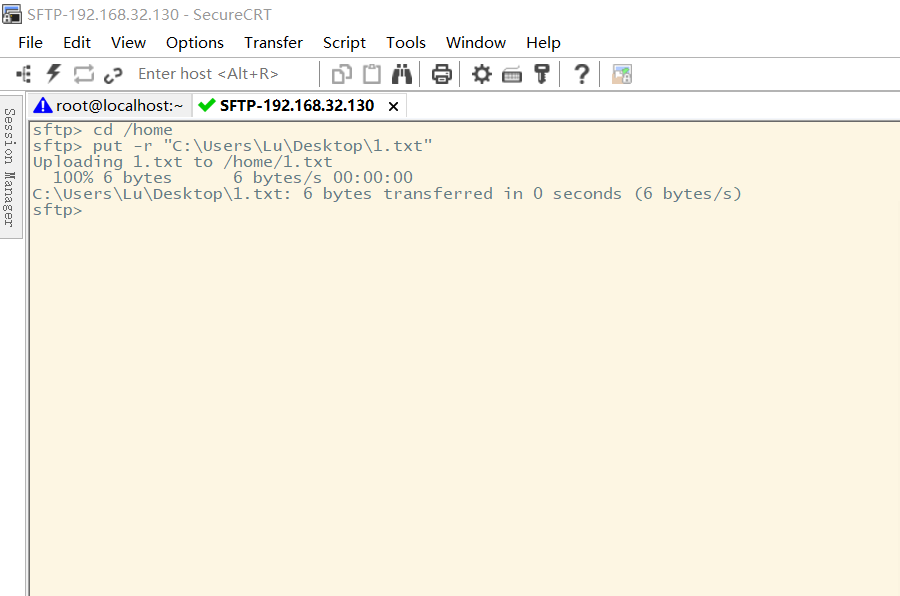 SFTP-192.168.32.130 - SecureCRT
File Edit View Options Transfer Script Tools Window Help
Enter host <Alt+R>
root@localhost:~ SFTP-192.168.32.130
Session Manager
sftp> cd /home
sftp> put -r "C:\Users\Lu\Desktop\1.txt"
Uploading 1.txt to /home/1.txt
  100% 6 bytes      6 bytes/s 00:00:00
C:\Users\Lu\Desktop\1.txt: 6 bytes transferred in 0 seconds (6 bytes/s)
sftp>